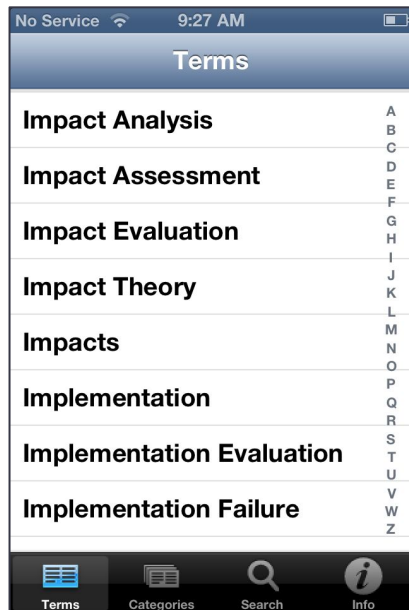 No Service 9:27 AM
Terms
Impact Analysis
Impact Assessment
Impact Evaluation
Impact Theory
Impacts
Implementation
Implementation Evaluation
Implementation Failure
A
B
C
D
E
F
G
H
I
J
K
L
M
N
O
P
Q
R
S
T
U
V
W
Z
Terms Categories Search Info